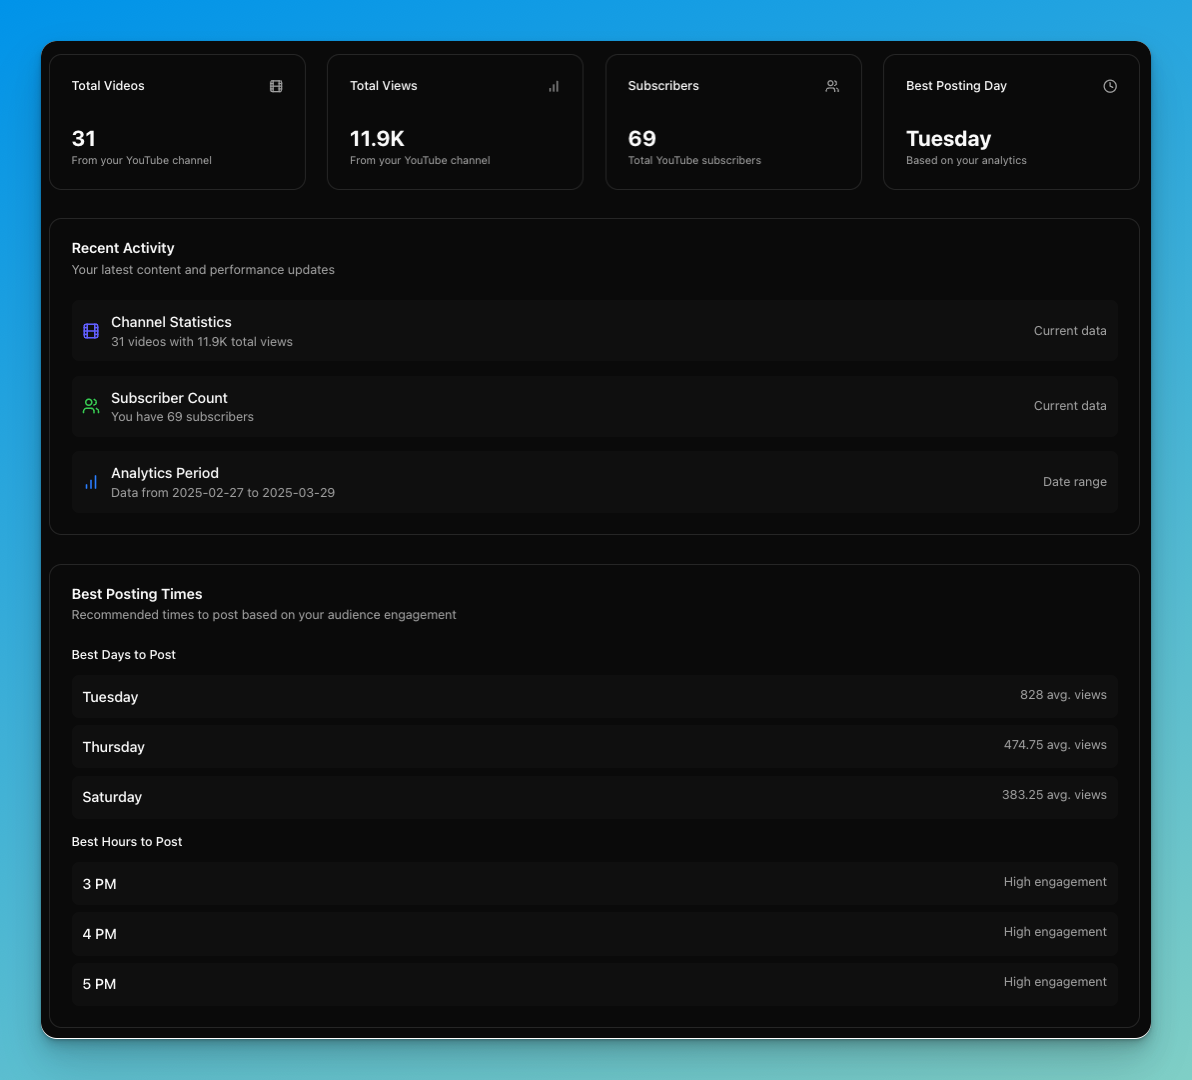 Total Videos
31
From your YouTube channel
Total Views
11.9K
From your YouTube channel
Subscribers
69
Total YouTube subscribers
Best Posting Day
Tuesday
Based on your analytics
Recent Activity
Your latest content and performance updates
Channel Statistics
31 videos with 11.9K total views
Current data
Subscriber Count
You have 69 subscribers
Current data
Analytics Period
Data from 2025-02-27 to 2025-03-29
Date range
Best Posting Times
Recommended times to post based on your audience engagement
Best Days to Post
Tuesday
828 avg. views
Thursday
474.75 avg. views
Saturday
383.25 avg. views
Best Hours to Post
3 PM
High engagement
4 PM
High engagement
5 PM
High engagement